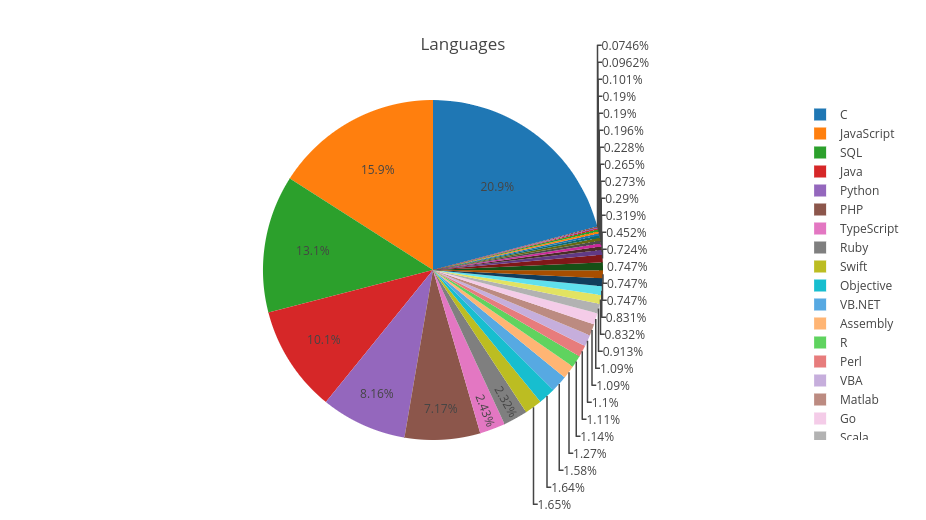 Languages
20.9%
15.9%
13.1%
10.1%
8.16%
7.17%
2.43%
2.32%
0.0746%
0.0962%
0.101%
0.19%
0.19%
0.196%
0.228%
0.265%
0.273%
0.29%
0.319%
0.452%
0.724%
0.747%
0.747%
0.747%
0.831%
0.832%
0.913%
1.09%
1.09%
1.1%
1.11%
1.14%
1.27%
1.58%
1.64%
1.65%
C
JavaScript
SQL
Java
Python
PHP
TypeScript
Ruby
Swift
Objective
VB.NET
Assembly
R
Perl
VBA
Matlab
Go
Scala